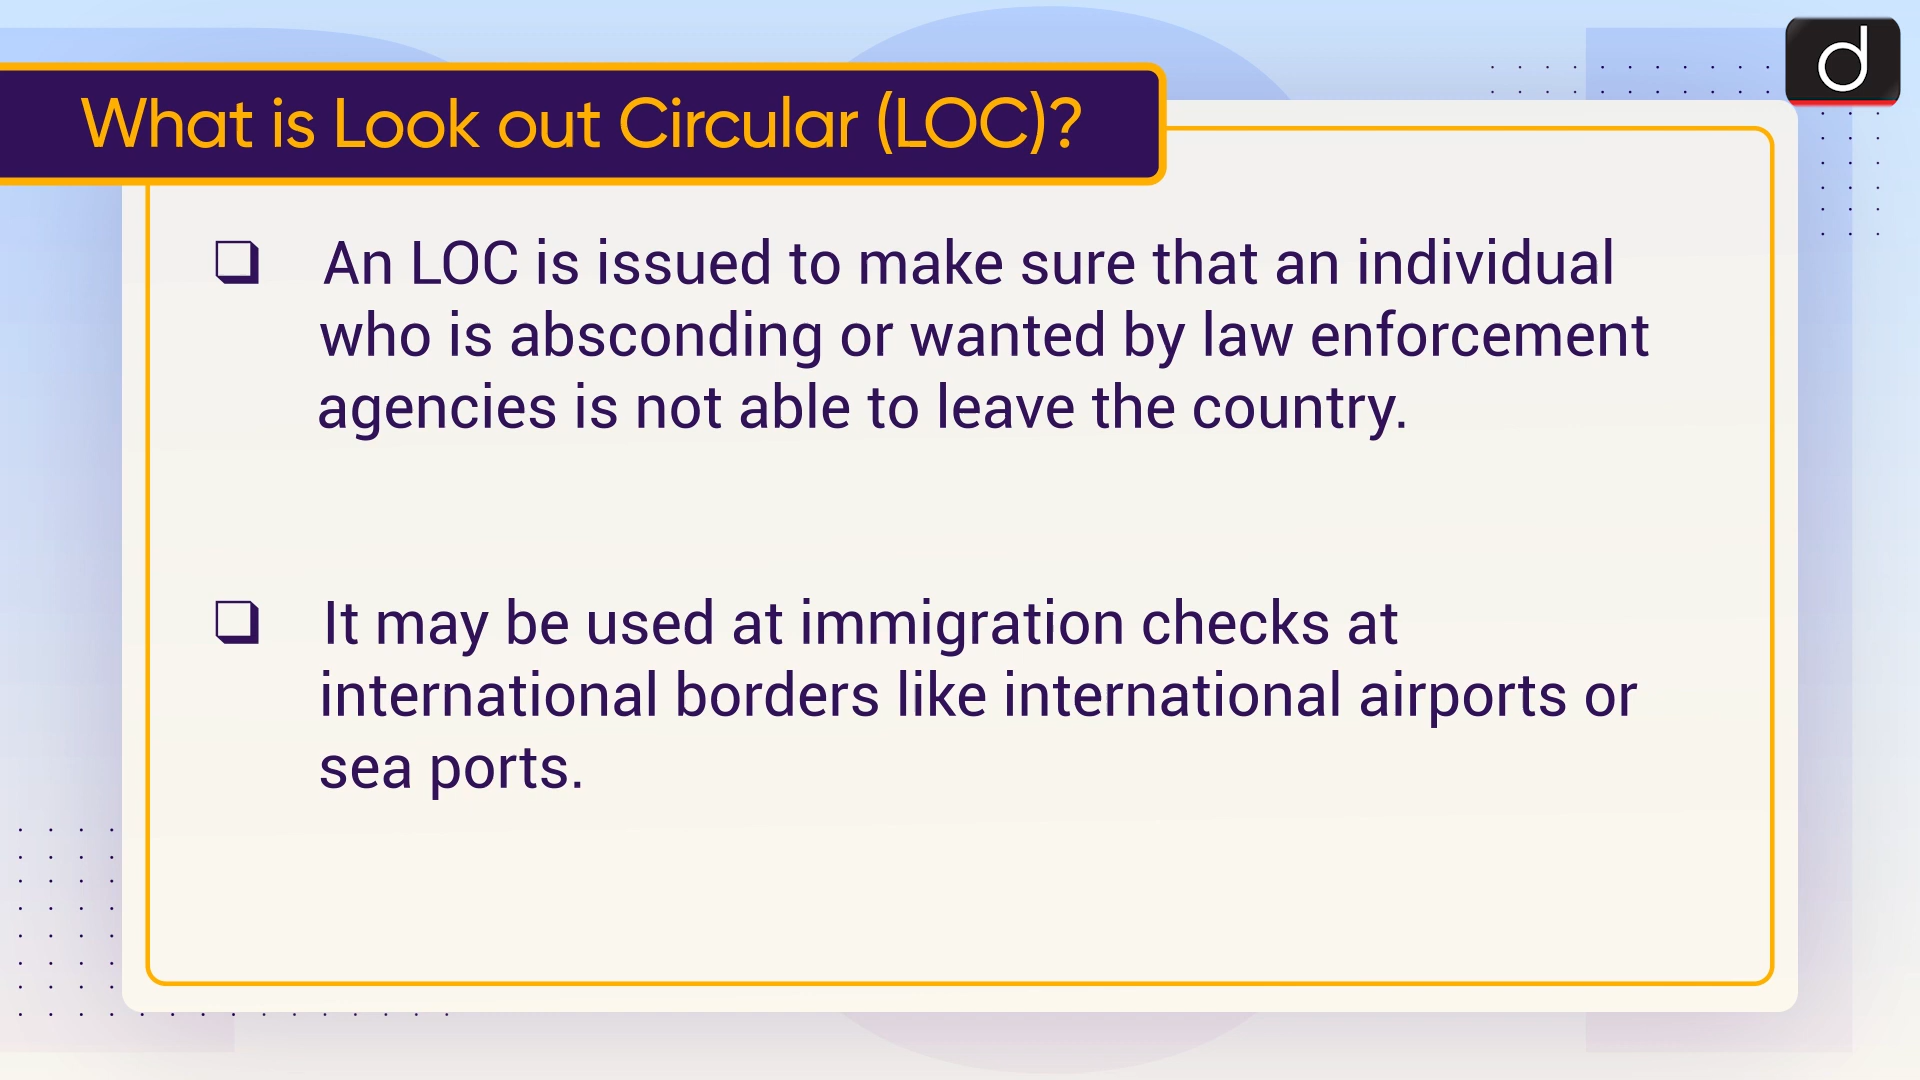 What is Look out Circular (LOC)?
d
❑ An LOC is issued to make sure that an individual
who is absconding or wanted by law enforcement
agencies is not able to leave the country.
❑ It may be used at immigration checks at
international borders like international airports or
sea ports.